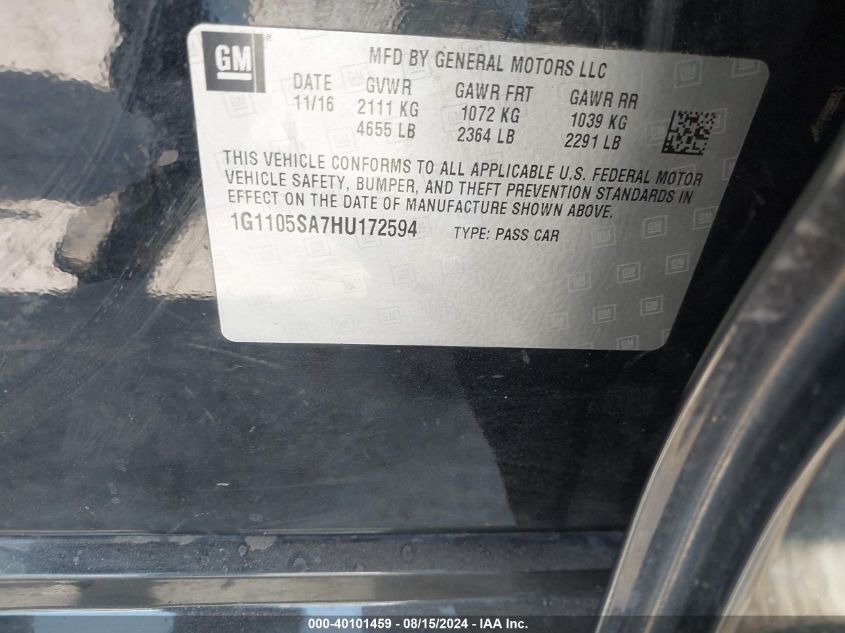 GM
MFD BY GENERAL MOTORS LLC
DATE GVWR GAWR FRT GAWR RR
11/16 2111 KG 1072 KG 1039 KG
4655 LB 2364 LB 2291 LB
THIS VEHICLE CONFORMS TO ALL APPLICABLE U.S. FEDERAL MOTOR
VEHICLE SAFETY, BUMPER, AND THEFT PREVENTION STANDARDS IN
EFFECT ON THE DATE OF MANUFACTURE SHOWN ABOVE.
1G1105SA7HU172594 TYPE: PASS CAR
000-40101459 - 08/15/2024 - IAA Inc.